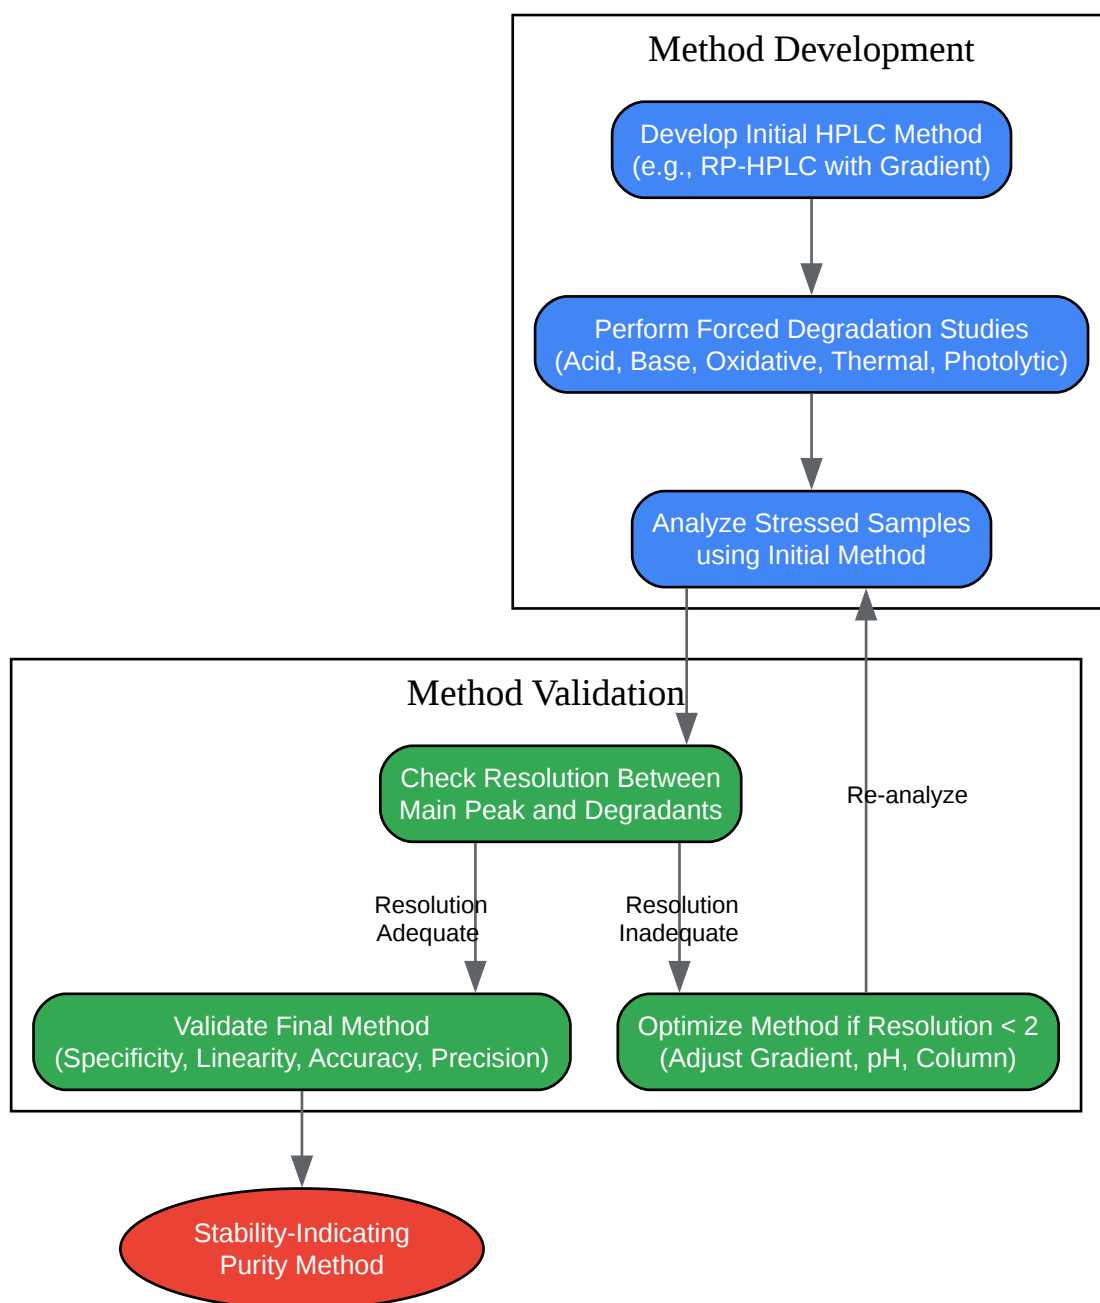 Method Development
Develop Initial HPLC Method
(e.g., RP-HPLC with Gradient)
Perform Forced Degradation Studies
(Acid, Base, Oxidative, Thermal, Photolytic)
Analyze Stressed Samples
using Initial Method
Method Validation
Check Resolution Between
Main Peak and Degradants
Re-analyze
Resolution
Adequate
Resolution
Inadequate
Validate Final Method
(Specificity, Linearity, Accuracy, Precision)
Optimize Method if Resolution < 2
(Adjust Gradient, pH, Column)
Stability-Indicating
Purity Method